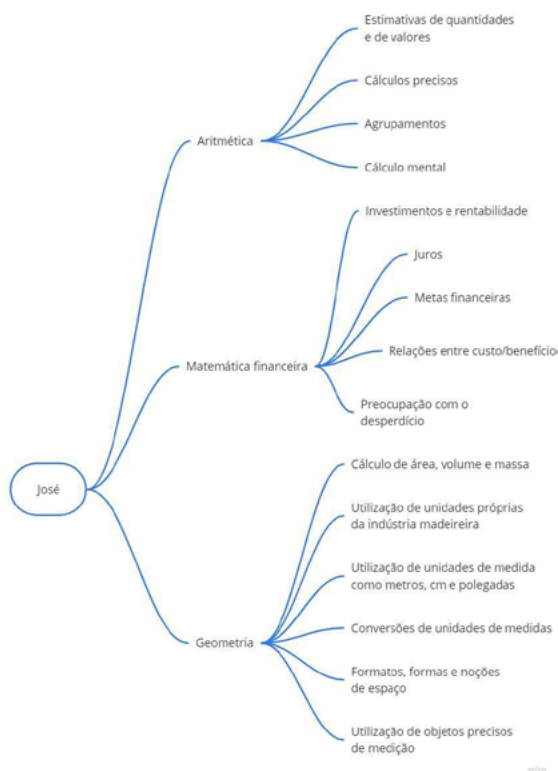 Estimativas de quantidades
e de valores
Cálculos precisos
Agrupamentos
Cálculo mental
Aritmética
Investimentos e rentabilidade
Juros
Metas financeiras
Relações entre custo/benefício
Preocupação com o
desperdício
Matemática financeira
José
Cálculo de área, volume e massa
Utilização de unidades próprias
da indústria madeireira
Utilização de unidades de medida
como metros, cm e polegadas
Conversões de unidades de medidas
Formatos, formas e noções
de espaço
Utilização de objetos precisos
de medição
Geometria